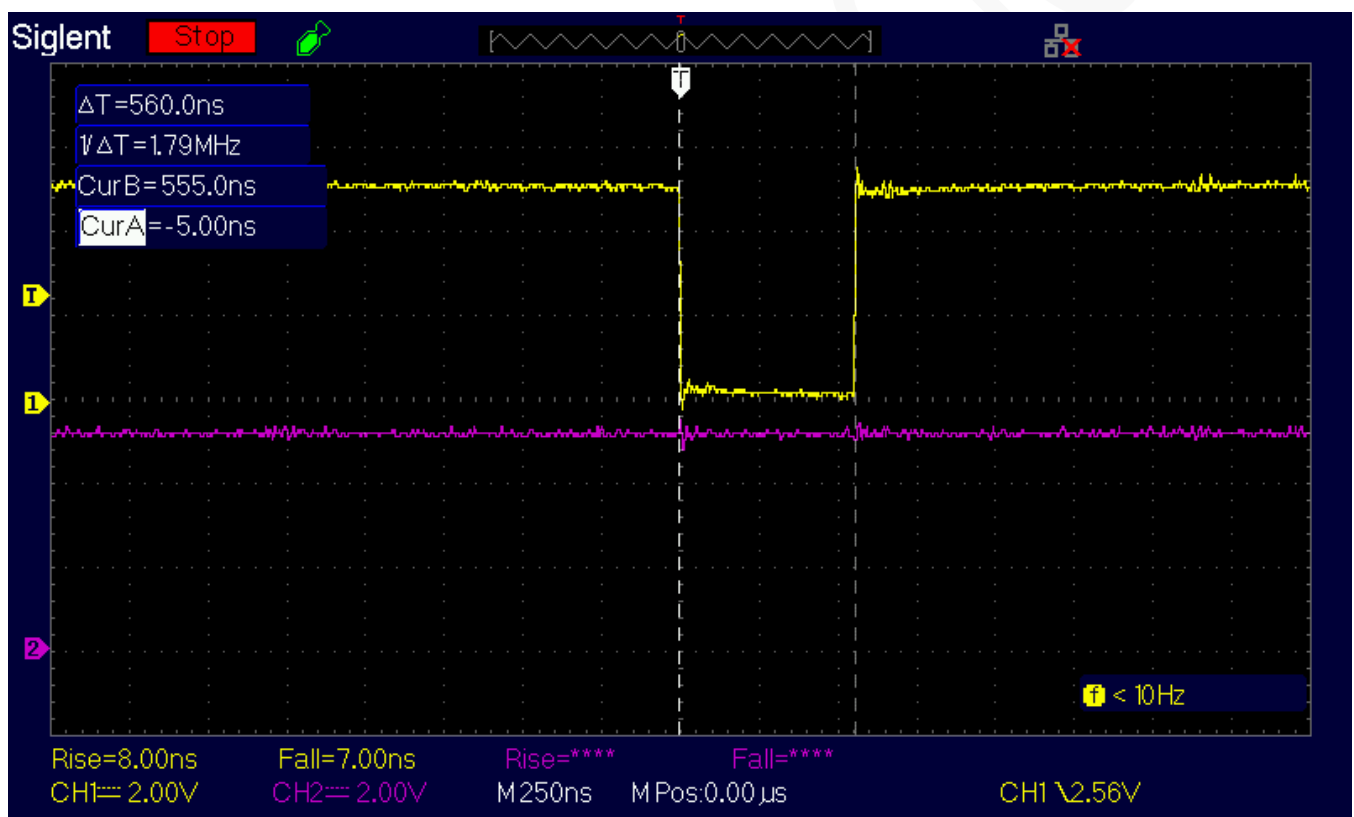 Siglent Stop T
T
ΔT=560.0ns
1/ΔT=1.79MHz
CurB=555.0ns
CurA=-5.00ns
T
1
2
f < 10Hz
Rise=8.00ns Fall=7.00ns Rise=**** Fall=****
CH1 2.00V CH2 2.00V M 250ns M Pos:0.00 µs CH1 2.56V